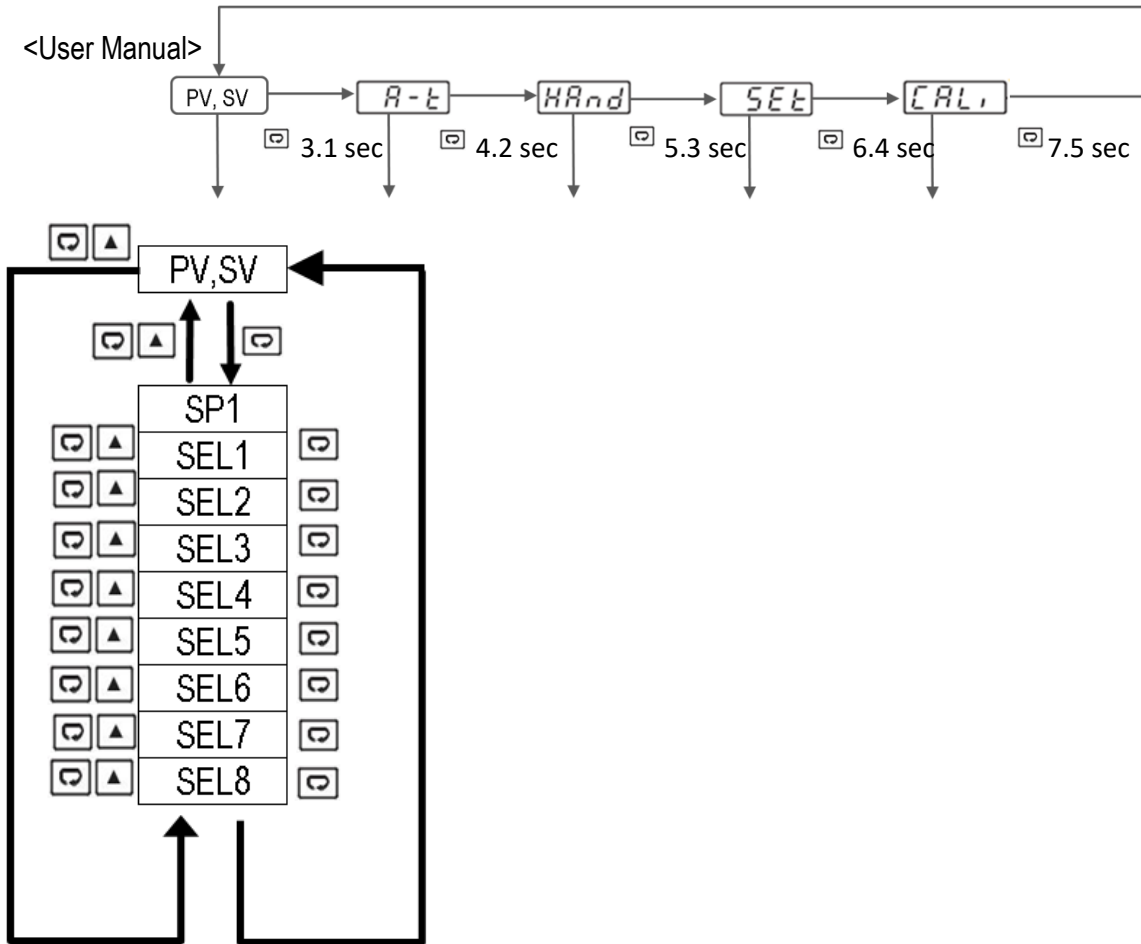 <User Manual>
PV, SV A-t HAnd SEt CALi
3.1 sec 4.2 sec 5.3 sec 6.4 sec 7.5 sec
PV,SV
SP1
SEL1
SEL2
SEL3
SEL4
SEL5
SEL6
SEL7
SEL8